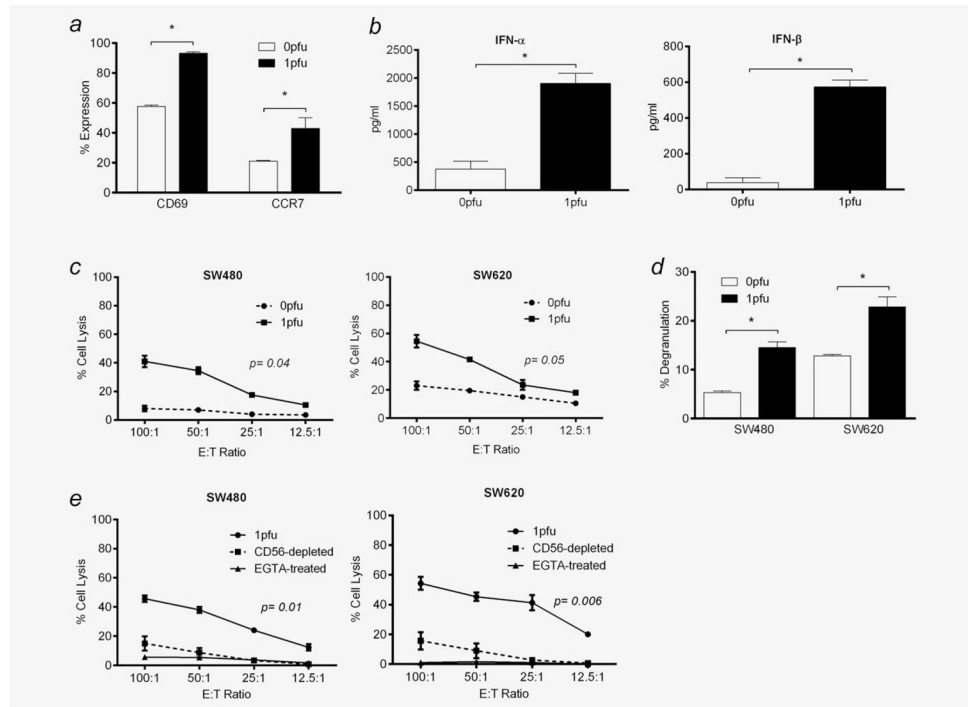 a
*
*
0pfu
1pfu
% Expression
100
80
60
40
20
0
CD69 CCR7
b
IFN-α
*
pg/ml
2500
2000
1500
1000
500
0
0pfu 1pfu
IFN-β
*
pg/ml
800
600
400
200
0
0pfu 1pfu
c
SW480
0pfu
1pfu
p= 0.04
% Cell Lysis
100
80
60
40
20
0
100:1 50:1 25:1 12.5:1
E:T Ratio
SW620
0pfu
1pfu
p= 0.05
% Cell Lysis
100
80
60
40
20
0
100:1 50:1 25:1 12.5:1
E:T Ratio
d
0pfu
1pfu
*
*
% Degranulation
30
20
10
0
SW480 SW620
e
SW480
1pfu
CD56-depleted
EGTA-treated
p= 0.01
% Cell Lysis
100
80
60
40
20
0
100:1 50:1 25:1 12.5:1
E:T Ratio
SW620
1pfu
CD56-depleted
EGTA-treated
p= 0.006
% Cell Lysis
100
80
60
40
20
0
100:1 50:1 25:1 12.5:1
E:T Ratio